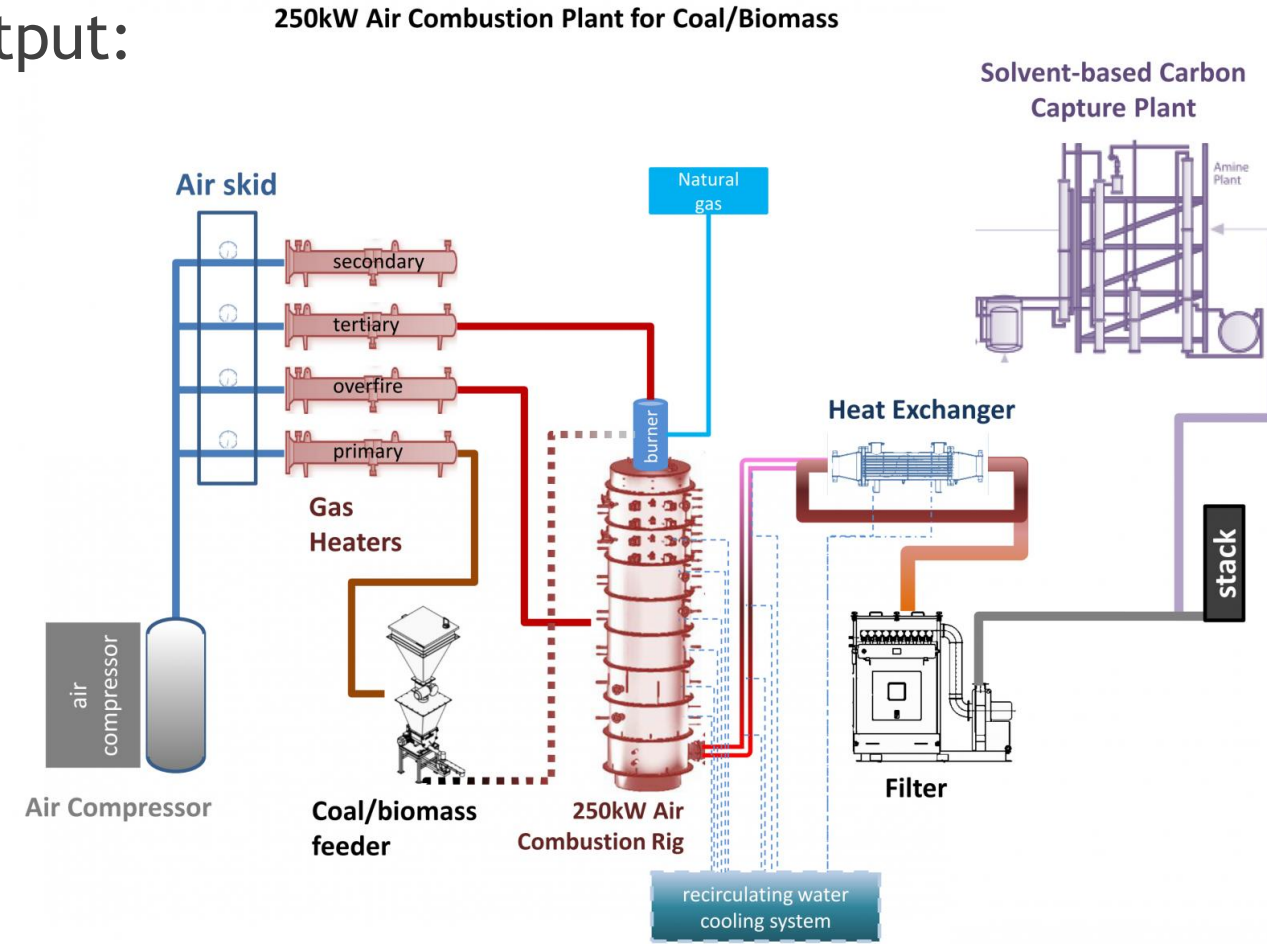 tput:
250kW Air Combustion Plant for Coal/Biomass
Solvent-based Carbon
Capture Plant
Amine
Plant
Air skid
Natural
gas
secondary
tertiary
overfire
primary
burner
Heat Exchanger
Gas
Heaters
stack
air
compressor
Air Compressor
Coal/biomass
feeder
250kW Air
Combustion Rig
Filter
recirculating water
cooling system